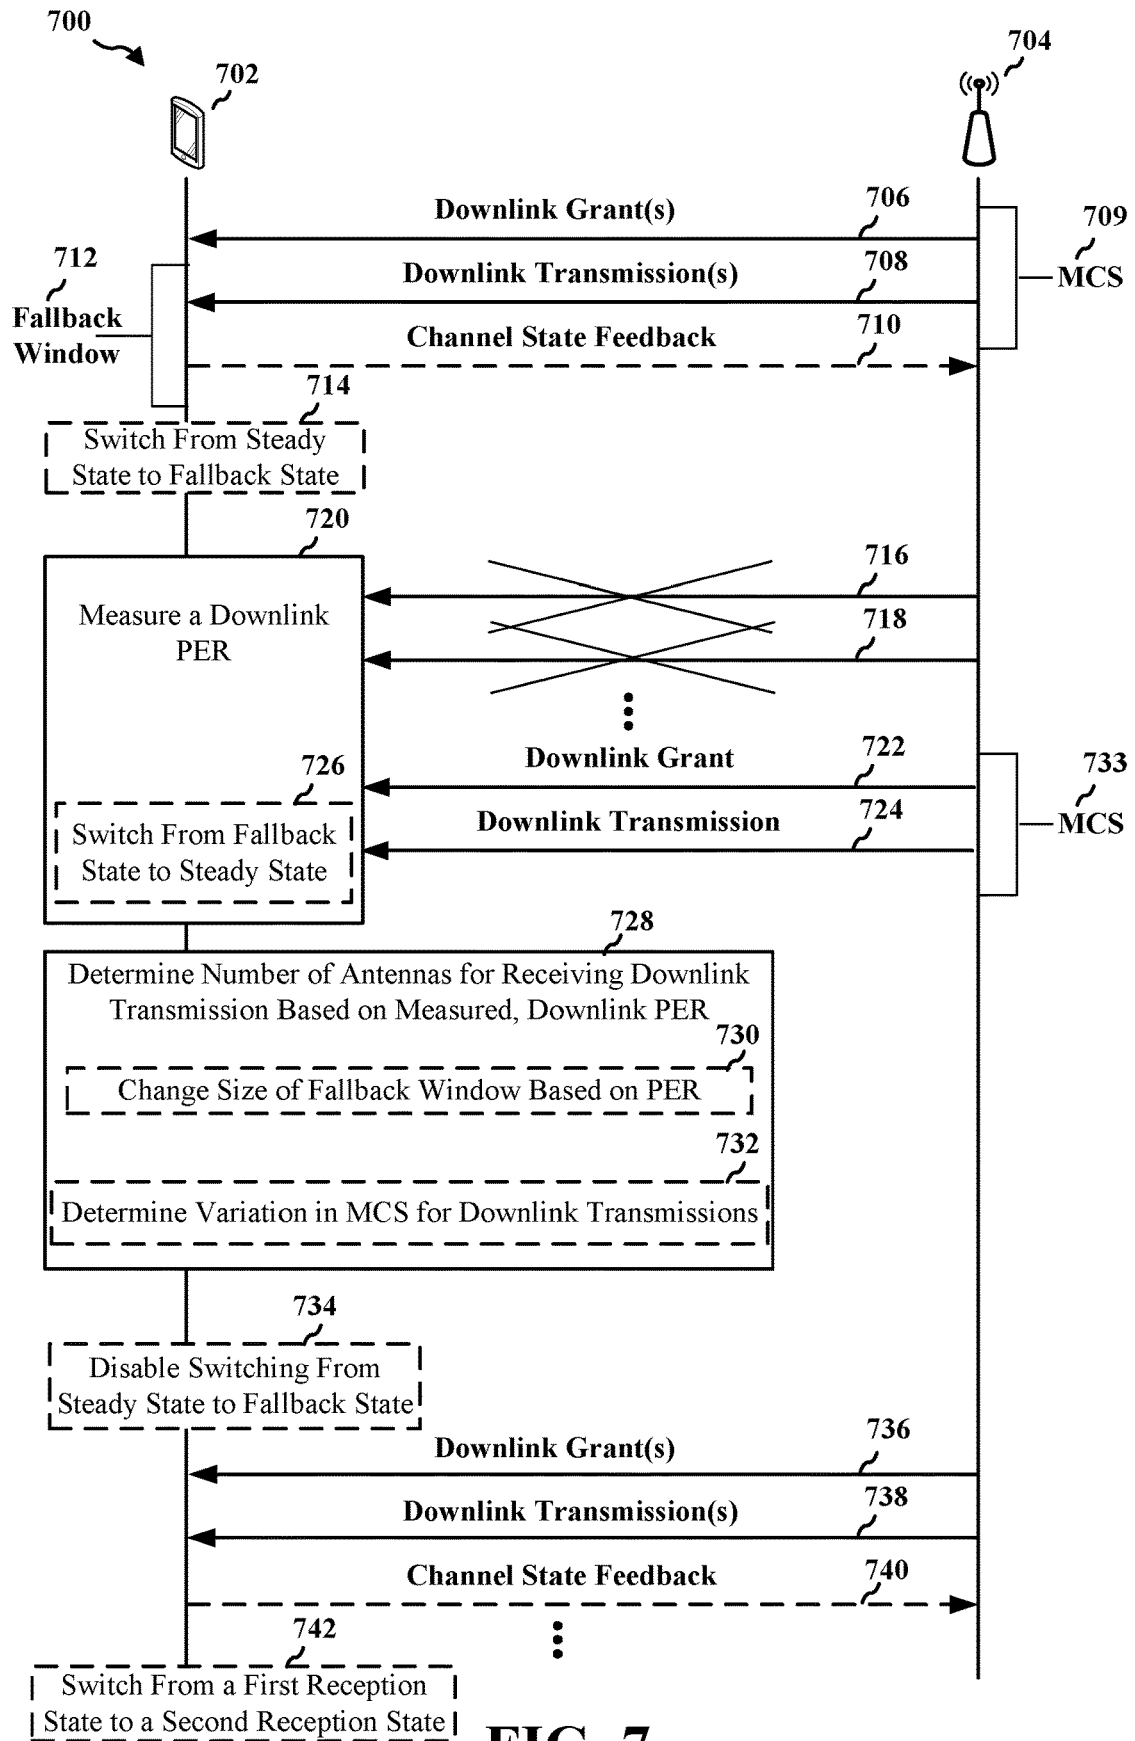 700
702
704
Downlink Grant(s)
706
709
MCS
712
Fallback
Window
Downlink Transmission(s)
708
Channel State Feedback
710
714
Switch From Steady
State to Fallback State
720
Measure a Downlink
PER
716
718
Downlink Grant
722
733
MCS
726
Switch From Fallback
State to Steady State
Downlink Transmission
724
728
Determine Number of Antennas for Receiving Downlink
Transmission Based on Measured, Downlink PER
730
Change Size of Fallback Window Based on PER
732
Determine Variation in MCS for Downlink Transmissions
734
Disable Switching From
Steady State to Fallback State
Downlink Grant(s)
736
Downlink Transmission(s)
738
Channel State Feedback
740
742
Switch From a First Reception
State to a Second Reception State
FIG. 7